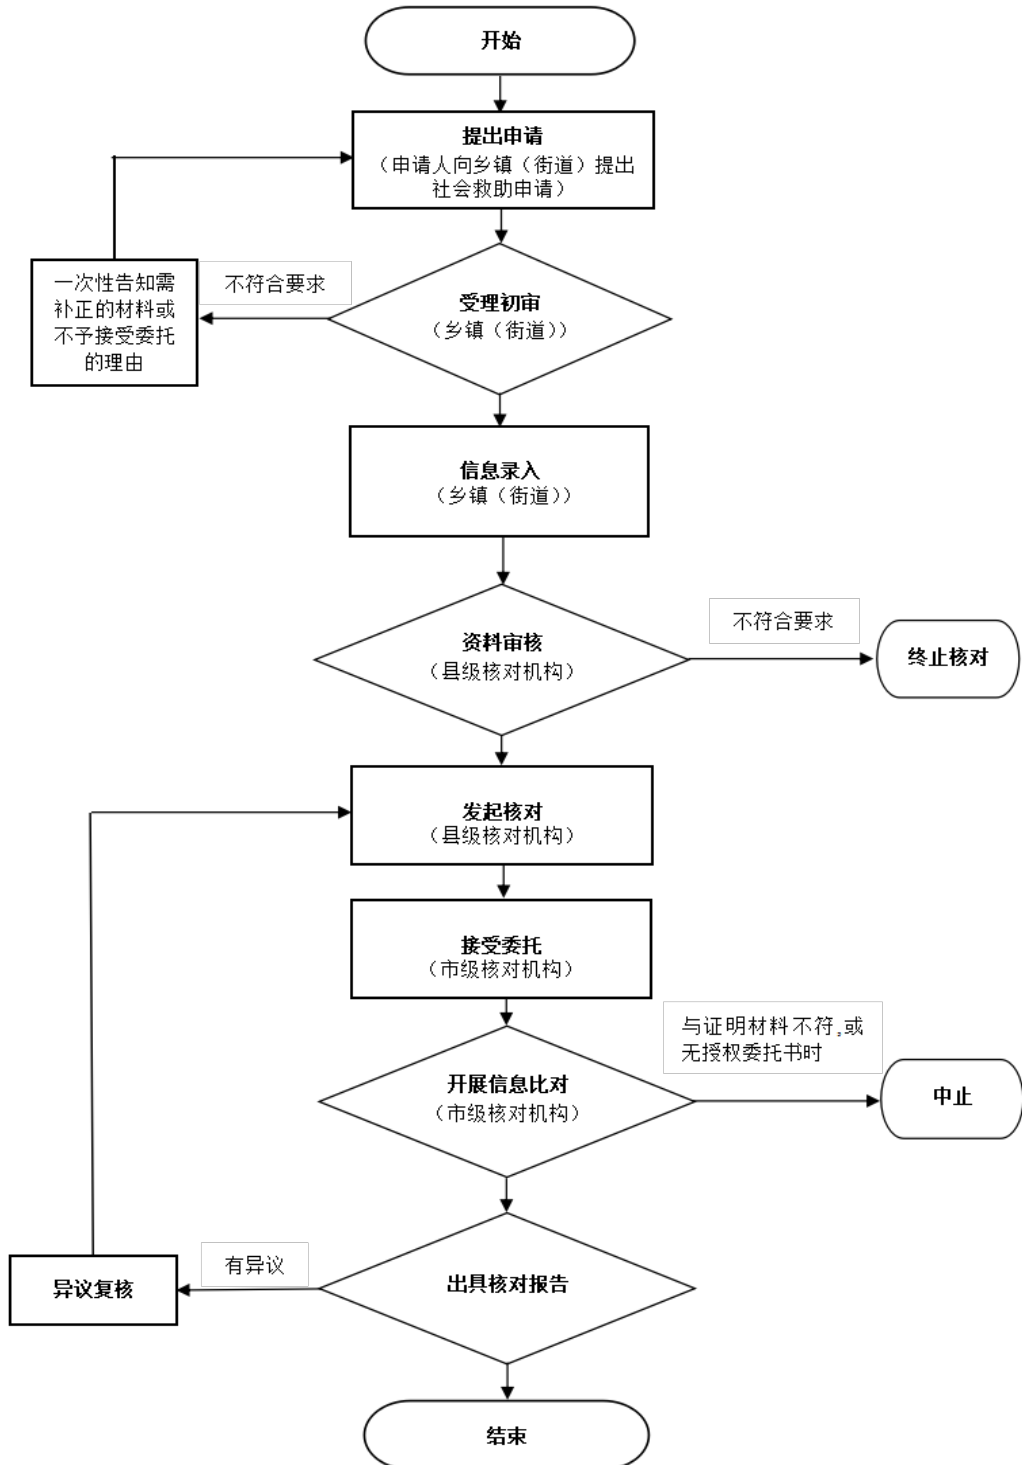 开始
提出申请
（申请人向乡镇（街道）提出
社会救助申请）
不符合要求
一次性告知需
补正的材料或
不予接受委托
的理由
受理初审
（乡镇（街道））
信息录入
（乡镇（街道））
资料审核
（县级核对机构）
不符合要求
终止核对
发起核对
（县级核对机构）
接受委托
（市级核对机构）
开展信息比对
（市级核对机构）
与证明材料不符,或
无授权委托书时
中止
出具核对报告
有异议
异议复核
结束